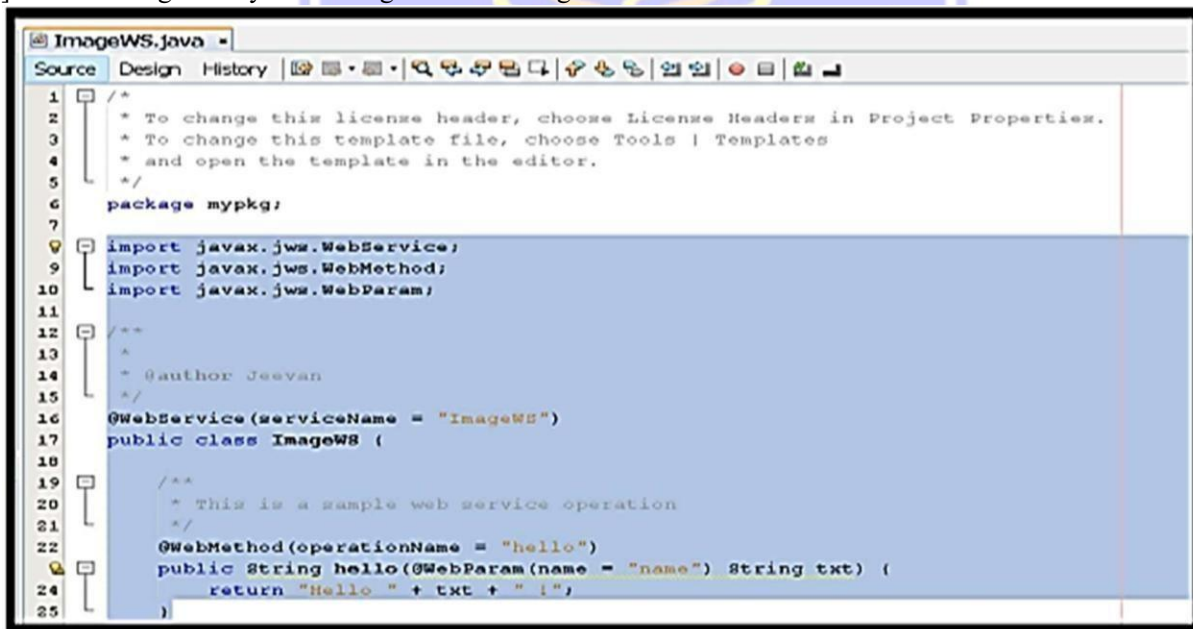 ImageWS.java
Source Design History
1 /*
2 * To change this license header, choose License Headers in Project Properties.
3 * To change this template file, choose Tools | Templates
4 * and open the template in the editor.
5 */
6 package mypkg;
7
import javax.jws.WebService;
9 import javax.jws.WebMethod;
10 import javax.jws.WebParam;
11
12 /**
13 *
14 * @author Jeevan
15 */
16 @WebService(serviceName = "ImageWS")
17 public class ImageWS {
18
19 /**
20 * This is a sample web service operation
21 */
22 @WebMethod(operationName = "hello")
public String hello(@WebParam(name = "name") String txt) {
24 return "Hello " + txt + " !";
25 }